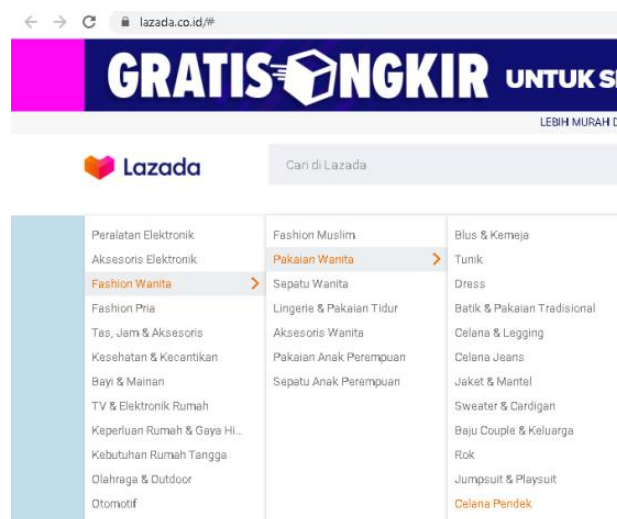 lazada.co.id/#
GRATIS ONGKIR UNTUK
LEBIH MURAH
Lazada
Cari di Lazada
Peralatan Elektronik
Aksesoris Elektronik
Fashion Wanita
Fashion Pria
Tas, Jam & Aksesoris
Kesehatan & Kecantikan
Bayi & Mainan
TV & Elektronik Rumah
Keperluan Rumah & Gaya Hi...
Kebutuhan Rumah Tangga
Olahraga & Outdoor
Otomotif
Fashion Muslim
Pakaian Wanita
Sepatu Wanita
Lingerie & Pakaian Tidur
Aksesoris Wanita
Pakaian Anak Perempuan
Sepatu Anak Perempuan
Blus & Kemeja
Tunik
Dress
Batik & Pakaian Tradisional
Celana & Legging
Celana Jeans
Jaket & Mantel
Sweater & Cardigan
Baju Couple & Keluarga
Rok
Jumpsuit & Playsuit
Celana Pendek